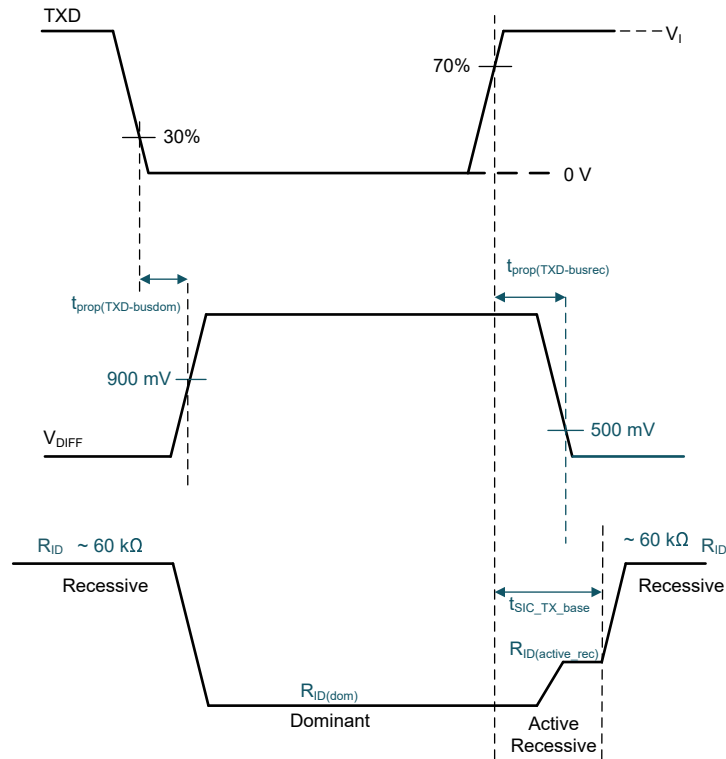 TXD
V_I
70%
30%
0 V
t_prop(TXD-busdom)
t_prop(TXD-busrec)
900 mV
500 mV
V_DIFF
R_ID ~ 60 kΩ
~ 60 kΩ R_ID
Recessive
Recessive
t_SIC_TX_base
R_ID(active_rec)
R_ID(dom)
Dominant
Active
Recessive